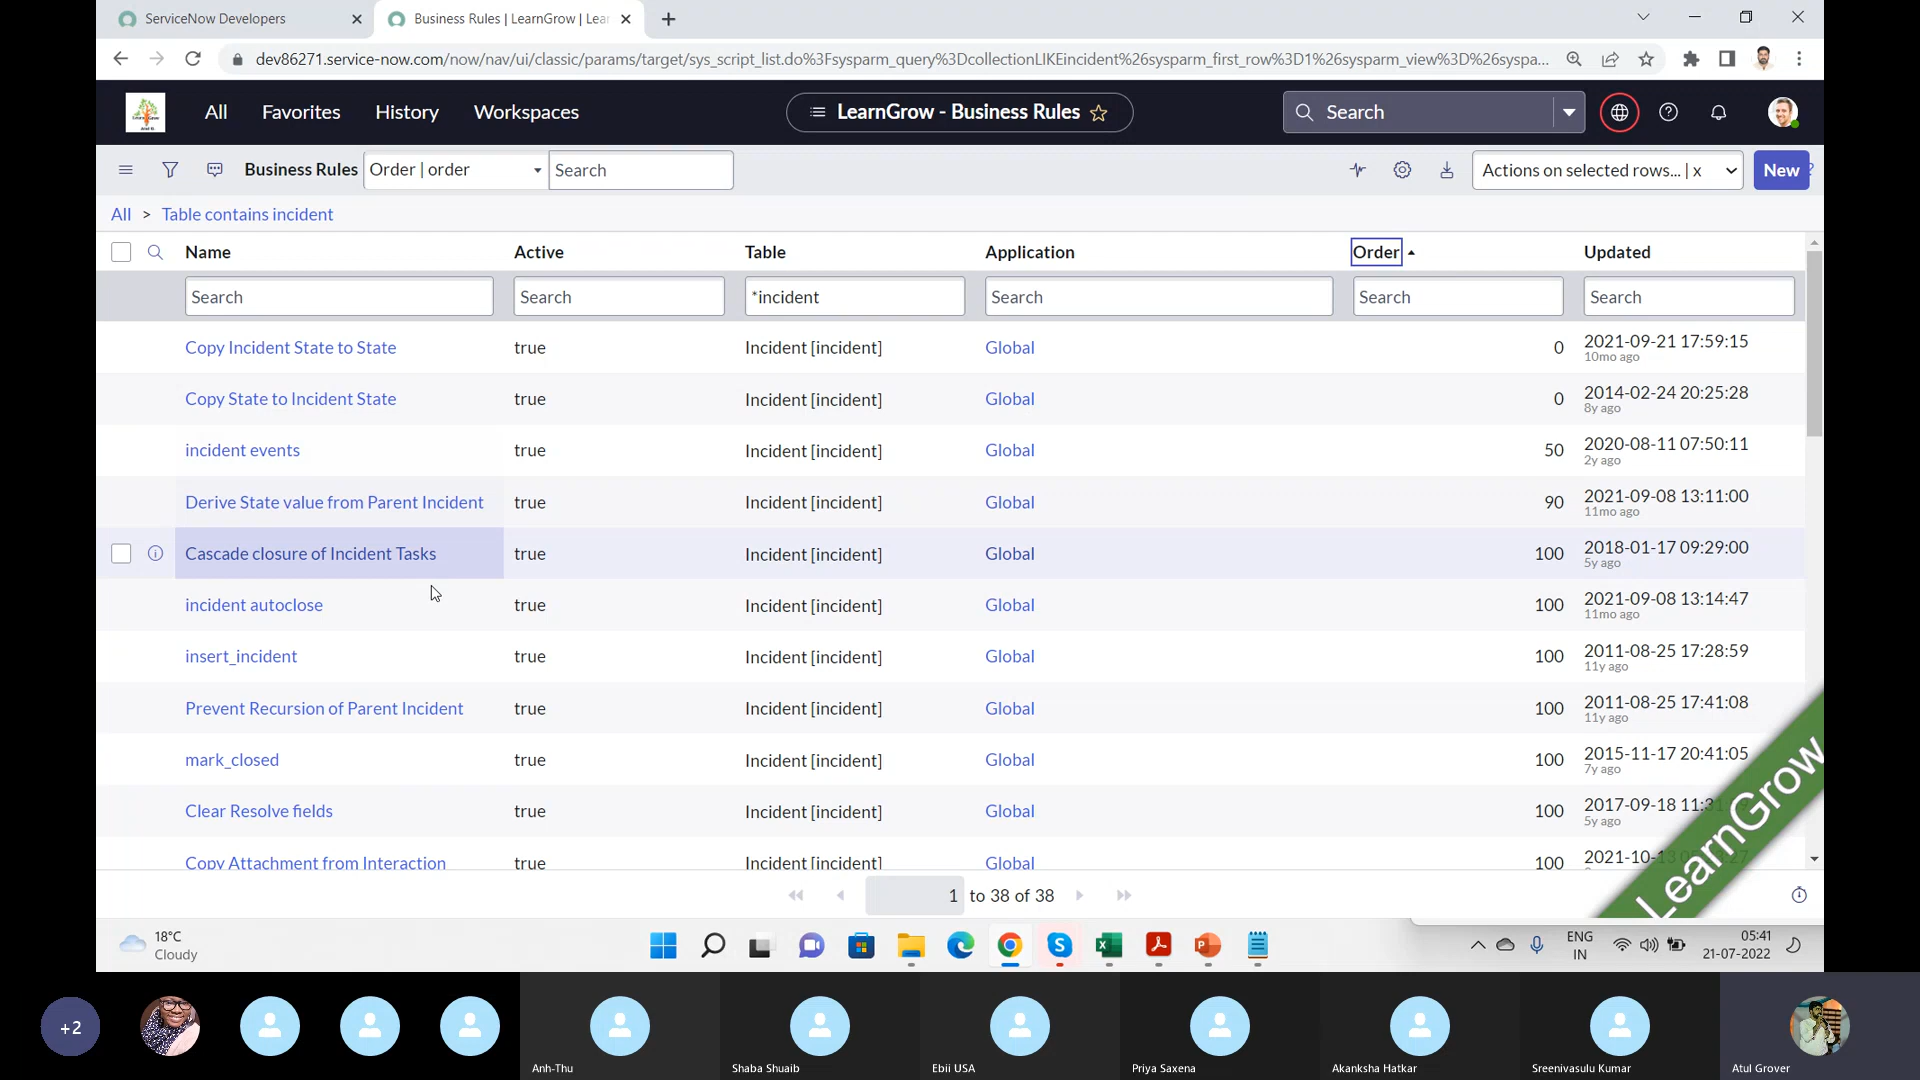 ServiceNow Developers
Business Rules | LearnGrow | Lear
dev86271.service-now.com/now/nav/ui/classic/params/target/sys_script_list.do%3Fsysparm_query%3DcollectionLIKEincident%26sysparm_first_row%3D1%26sysparm_view%3D%26syspa...
All Favorites History Workspaces
LearnGrow - Business Rules
Search
Business Rules Order | order Search Actions on selected rows... | x New
All > Table contains incident
Name Active Table Application Order Updated
Search Search *incident Search Search Search
Copy Incident State to State true Incident [incident] Global 0 2021-09-21 17:59:15
10mo ago
Copy State to Incident State true Incident [incident] Global 0 2014-02-24 20:25:28
8y ago
incident events true Incident [incident] Global 50 2020-08-11 07:50:11
2y ago
Derive State value from Parent Incident true Incident [incident] Global 90 2021-09-08 13:11:00
11mo ago
Cascade closure of Incident Tasks true Incident [incident] Global 100 2018-01-17 09:29:00
5y ago
incident autoclose true Incident [incident] Global 100 2021-09-08 13:14:47
11mo ago
insert_incident true Incident [incident] Global 100 2011-08-25 17:28:59
11y ago
Prevent Recursion of Parent Incident true Incident [incident] Global 100 2011-08-25 17:41:08
11y ago
mark_closed true Incident [incident] Global 100 2015-11-17 20:41:05
7y ago
Clear Resolve fields true Incident [incident] Global 100 2017-09-18
5y ago
Copy Attachment from Interaction true Incident [incident] Global 100
LearnGrow
1 to 38 of 38
18°C
Cloudy
ENG
IN
05:41
21-07-2022
+2
Anh-Thu
Shaba Shuaib
Ebii USA
Priya Saxena
Akanksha Hatkar
Sreenivasulu Kumar
Atul Grover